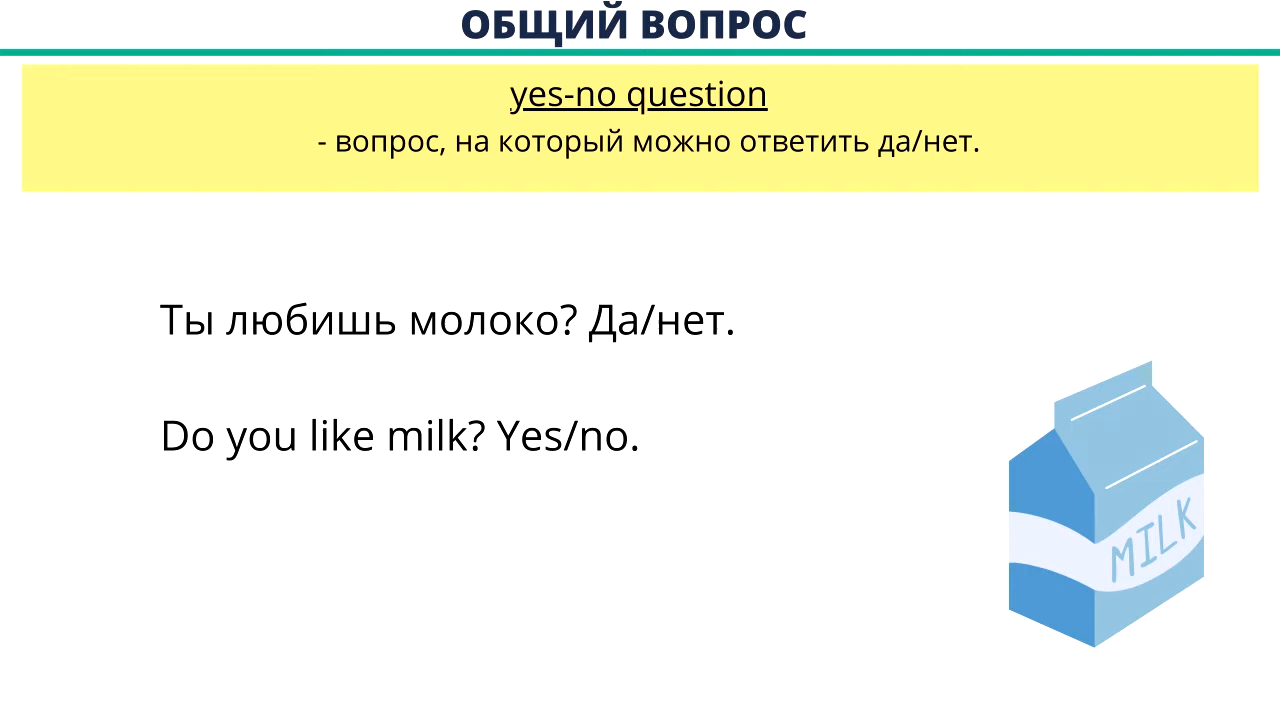 ОБЩИЙ ВОПРОС
yes-no question
- вопрос, на который можно ответить да/нет.
Ты любишь молоко? Да/нет.
Do you like milk? Yes/no.
MILK